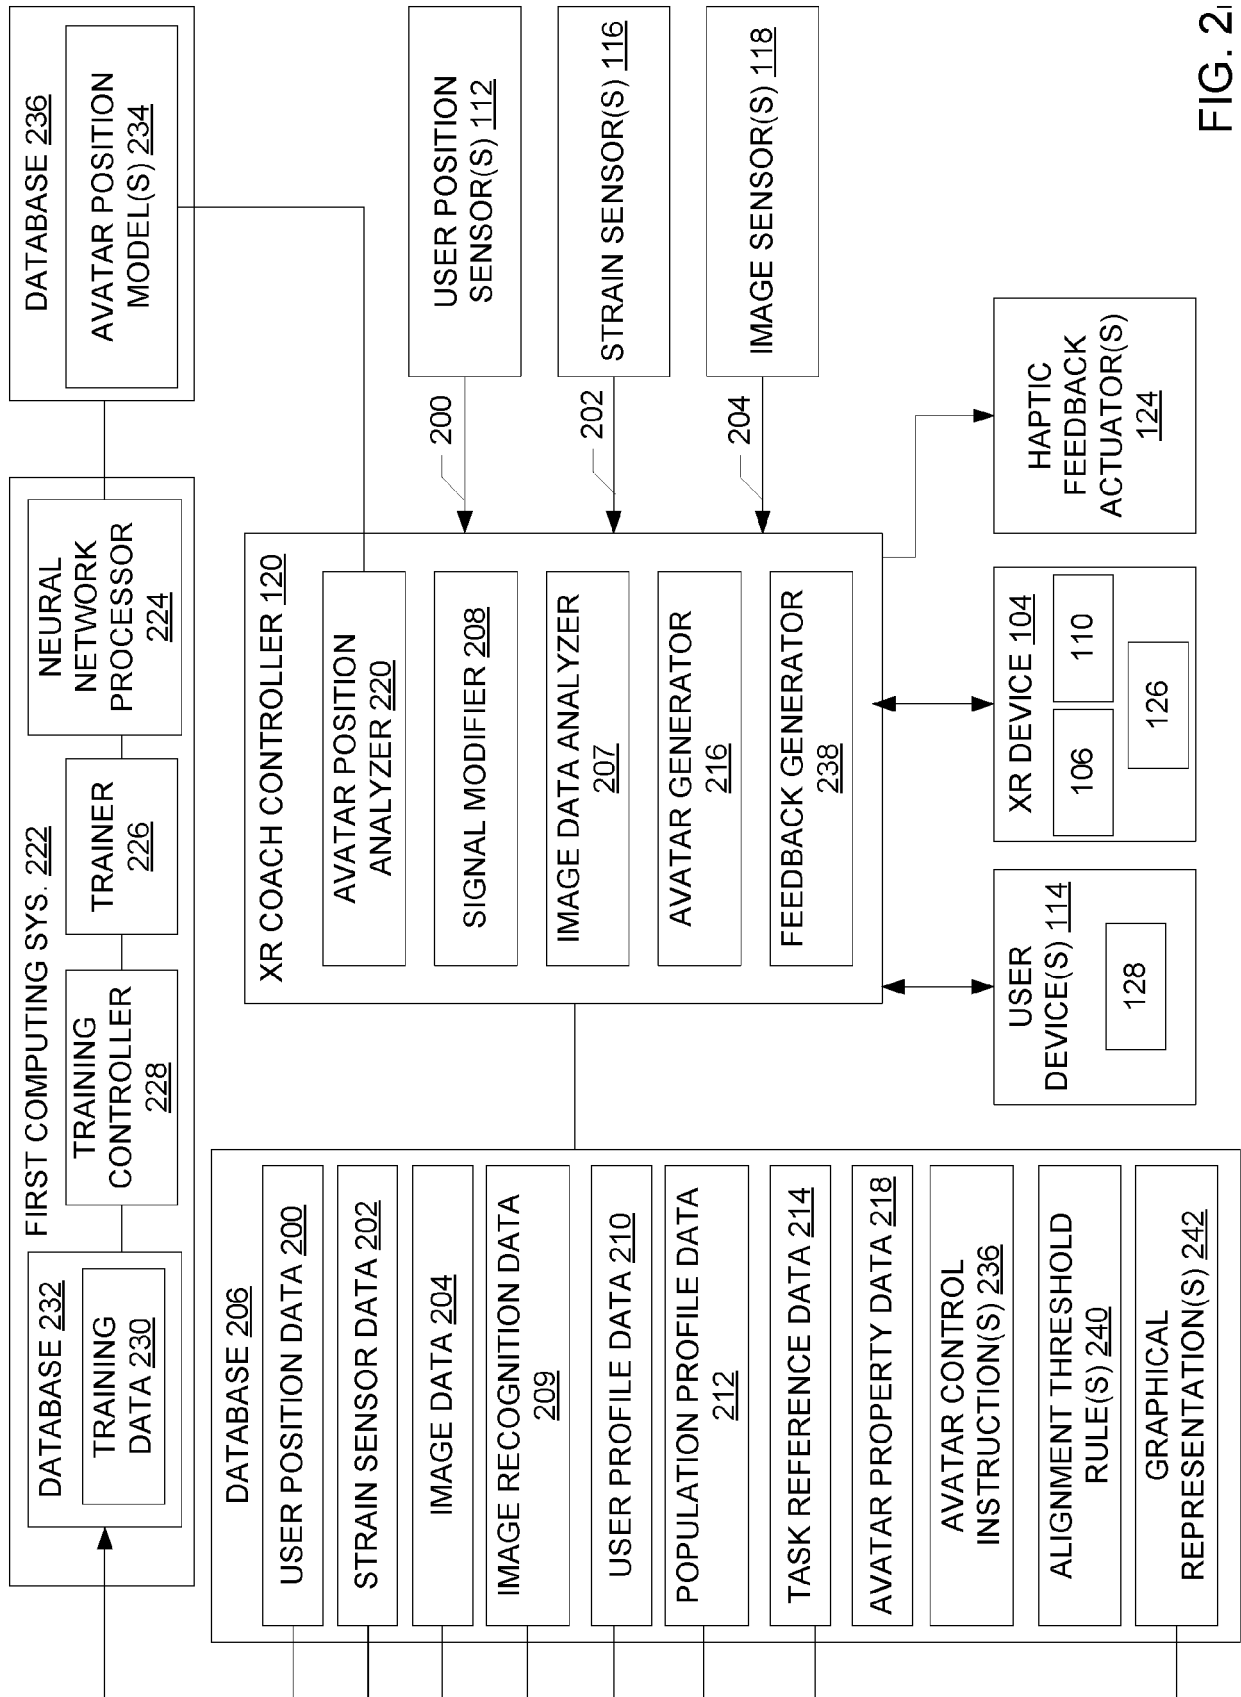 FIRST COMPUTING SYS. 222
DATABASE 232
TRAINING
DATA 230
TRAINING
CONTROLLER
228
TRAINER
226
NEURAL
NETWORK
PROCESSOR
224
DATABASE 236
AVATAR POSITION
MODEL(S) 234
DATABASE 206
USER POSITION DATA 200
STRAIN SENSOR DATA 202
IMAGE DATA 204
IMAGE RECOGNITION DATA
209
USER PROFILE DATA 210
POPULATION PROFILE DATA
212
TASK REFERENCE DATA 214
AVATAR PROPERTY DATA 218
AVATAR CONTROL
INSTRUCTION(S) 236
ALIGNMENT THRESHOLD
RULE(S) 240
GRAPHICAL
REPRESENTATION(S) 242
XR COACH CONTROLLER 120
AVATAR POSITION
ANALYZER 220
SIGNAL MODIFIER 208
IMAGE DATA ANALYZER
207
AVATAR GENERATOR
216
FEEDBACK GENERATOR
238
200
USER POSITION
SENSOR(S) 112
202
STRAIN SENSOR(S) 116
204
IMAGE SENSOR(S) 118
USER
DEVICE(S) 114
128
XR DEVICE 104
106
110
126
HAPTIC
FEEDBACK
ACTUATOR(S)
124
FIG. 2